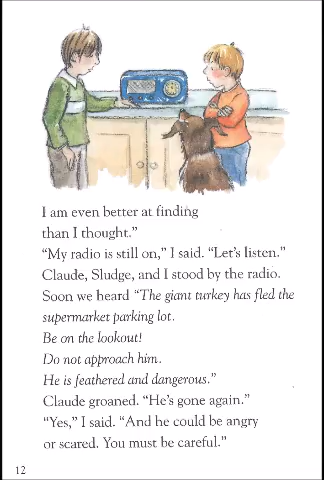 I am even better at finding
than I thought.”
“My radio is still on,” I said. “Let’s listen.”
Claude, Sludge, and I stood by the radio.
Soon we heard “The giant turkey has fled the
supermarket parking lot.
Be on the lookout!
Do not approach him.
He is feathered and dangerous.”
Claude groaned. “He’s gone again.”
“Yes,” I said. “And he could be angry
or scared. You must be careful.”
12